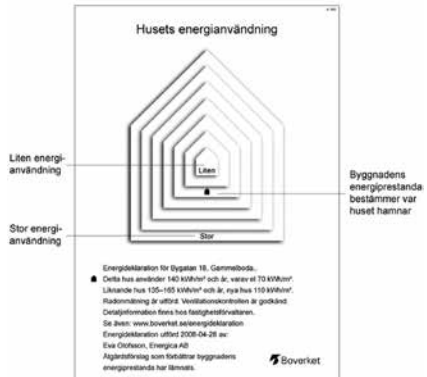 Husets energianvändning
Liten energi-
användning
Liten
Byggnadens
energiprestanda
bestämmer var
huset hamnar
Stor energi-
användning
Stor
Energideklaration för Bygatan 18, Gammelboda..
Detta hus använder 140 kWh/m² och år, varav el 70 kWh/m².
Liknande hus 135–165 kWh/m² och år, nya hus 110 kWh/m².
Radonmätning är utförd. Ventilationskontrollen är godkänd.
Detaljinformation finns hos fastighetsförvaltaren.
Se även: www.boverket.se/energideklaration
Energideklaration utförd 2008-04-28 av:
Eva Olofsson, Energica AB
Åtgärdsförslag som förbättrar byggnadens
energiprestanda har lämnats.
Boverket